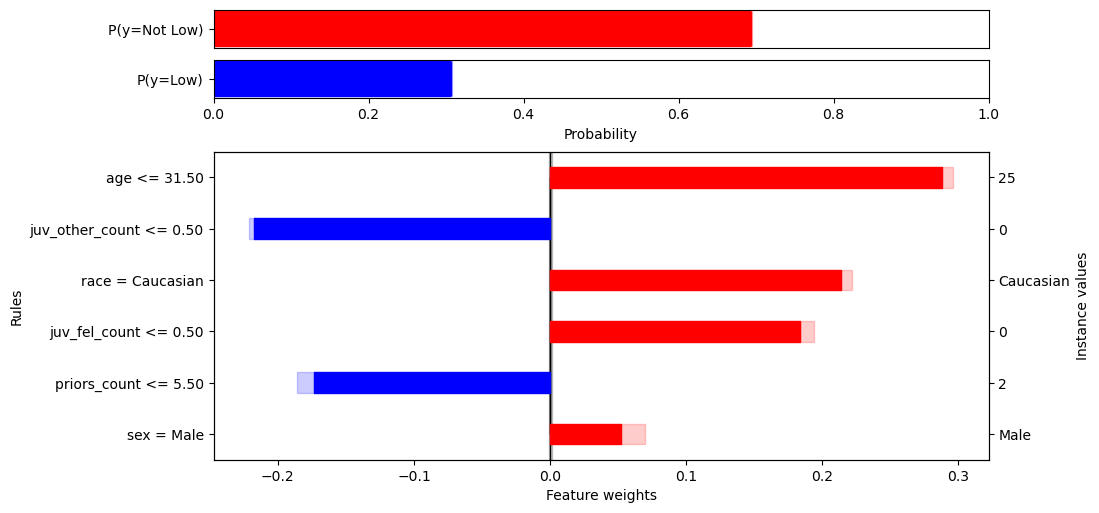 P(y=Not Low)
P(y=Low)
0.0 0.2 0.4 0.6 0.8 1.0
Probability
age <= 31.50 25
juv_other_count <= 0.50 0
race = Caucasian Caucasian
juv_fel_count <= 0.50 0
priors_count <= 5.50 2
sex = Male Male
Rules
Instance values
−0.2 −0.1 0.0 0.1 0.2 0.3
Feature weights